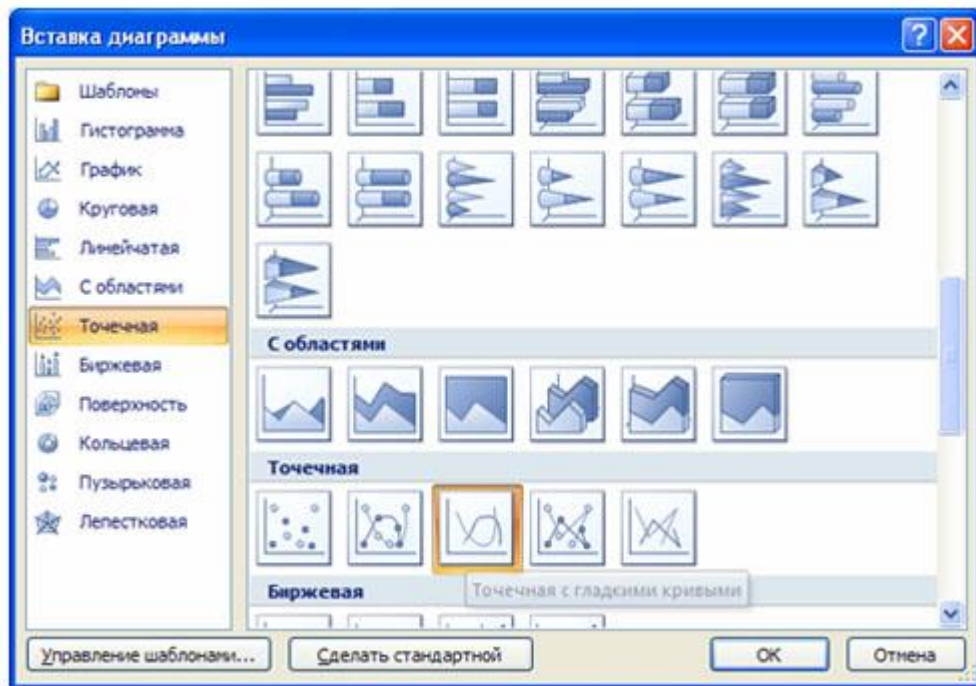 Вставка диаграммы
Шаблоны
Гистограмма
График
Круговая
Линейчатая
С областями
Точечная
Биржевая
Поверхность
Кольцевая
Пузырьковая
Лепестковая
С областями
Точечная
Точечная с гладкими кривыми
Биржевая
Управление шаблонами...
Сделать стандартной
ОК
Отмена